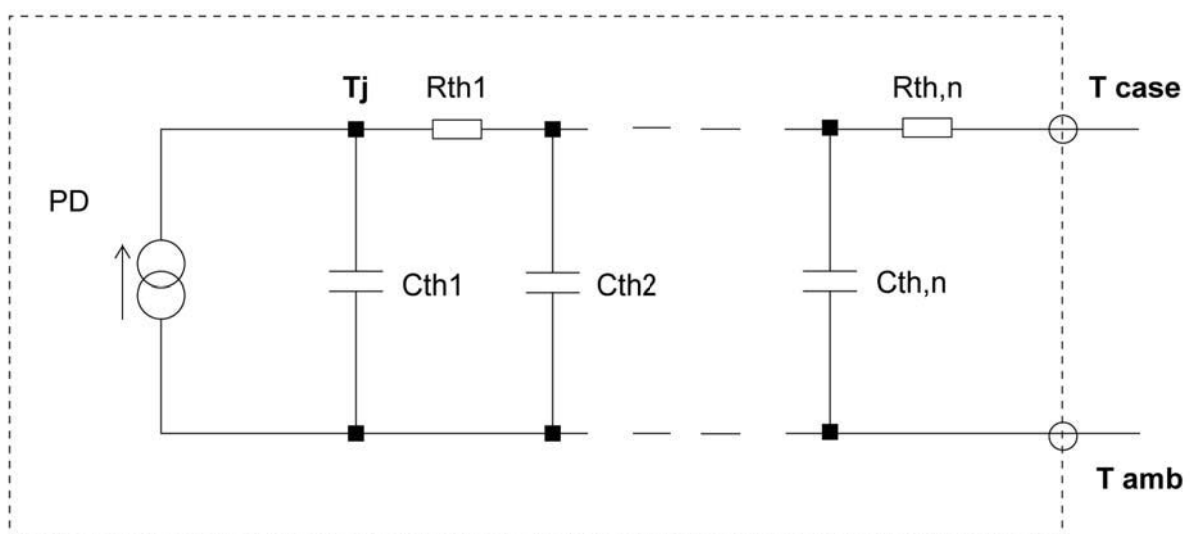 Tj
Rth1
Rth,n
T case
PD
Cth1
Cth2
Cth,n
T amb